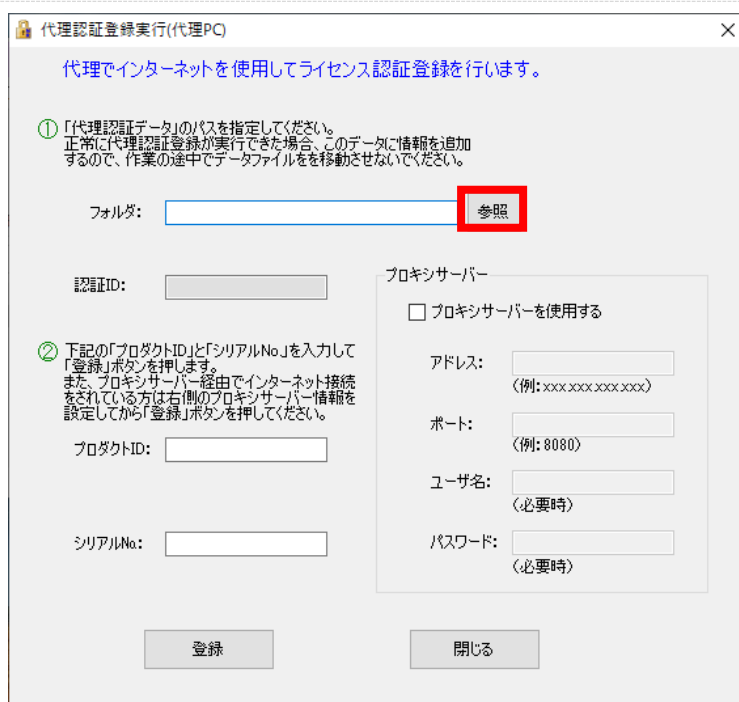 代理認証登録実行(代理PC)
代理でインターネットを使用してライセンス認証登録を行います。
① 「代理認証データ」のパスを指定してください。
正常に代理認証登録が実行できた場合、このデータに情報を追加
するので、作業の途中でデータファイルをを移動させないでください。
フォルダ:
参照
認証ID:
② 下記の「プロダクトID」と「シリアルNo.」を入力して
「登録」ボタンを押します。
また、プロキシサーバー経由でインターネット接続
をされている方は右側のプロキシサーバー情報を
設定してから「登録」ボタンを押してください。
プロダクトID:
シリアルNo.:
プロキシサーバー
プロキシサーバーを使用する
アドレス:
(例:xxx.xxx.xxx.xxx)
ポート:
(例:8080)
ユーザ名:
(必要時)
パスワード:
(必要時)
登録
閉じる